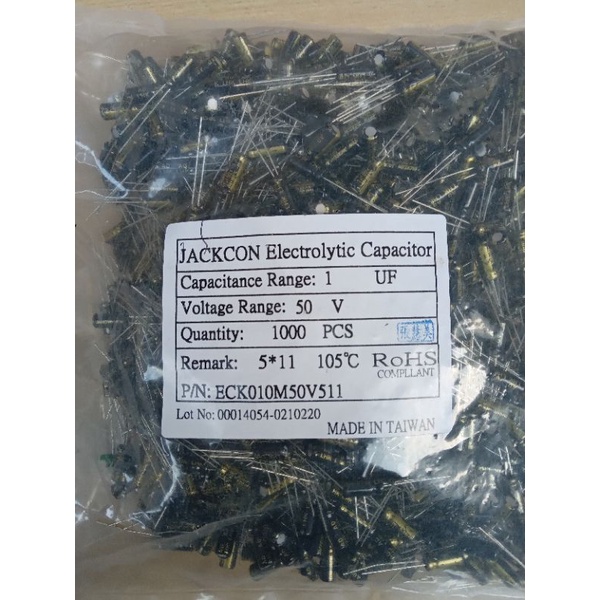 JACKCON Electrolytic Capacitor
Capacitance Range: 1 UF
Voltage Range: 50 V
Quantity: 1000 PCS
Remark: 5*11 105℃ RoHS
COMPLLANT
P/N: ECK010M50V511
Lot No: 00014054-0210220
MADE IN TAIWAN